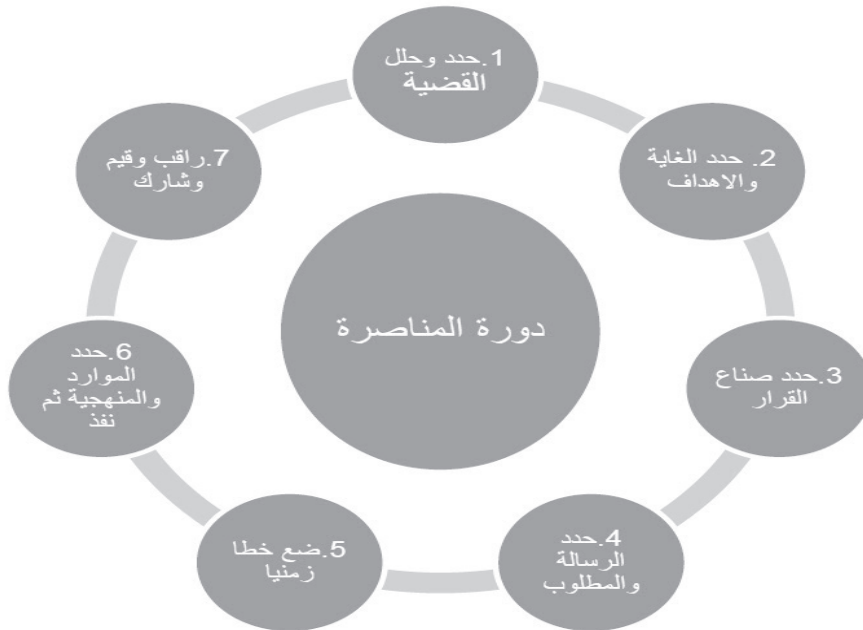 دورة المناصرة
1.حدد وحلل
القضية
2. حدد الغاية
والاهداف
3.حدد صناع
القرار
4.حدد
الرسالة
والمطلوب
5.ضع خطا
زمنيا
6.حدد
الموارد
والمنهجية ثم
نفذ
7.راقب وقيم
وشارك